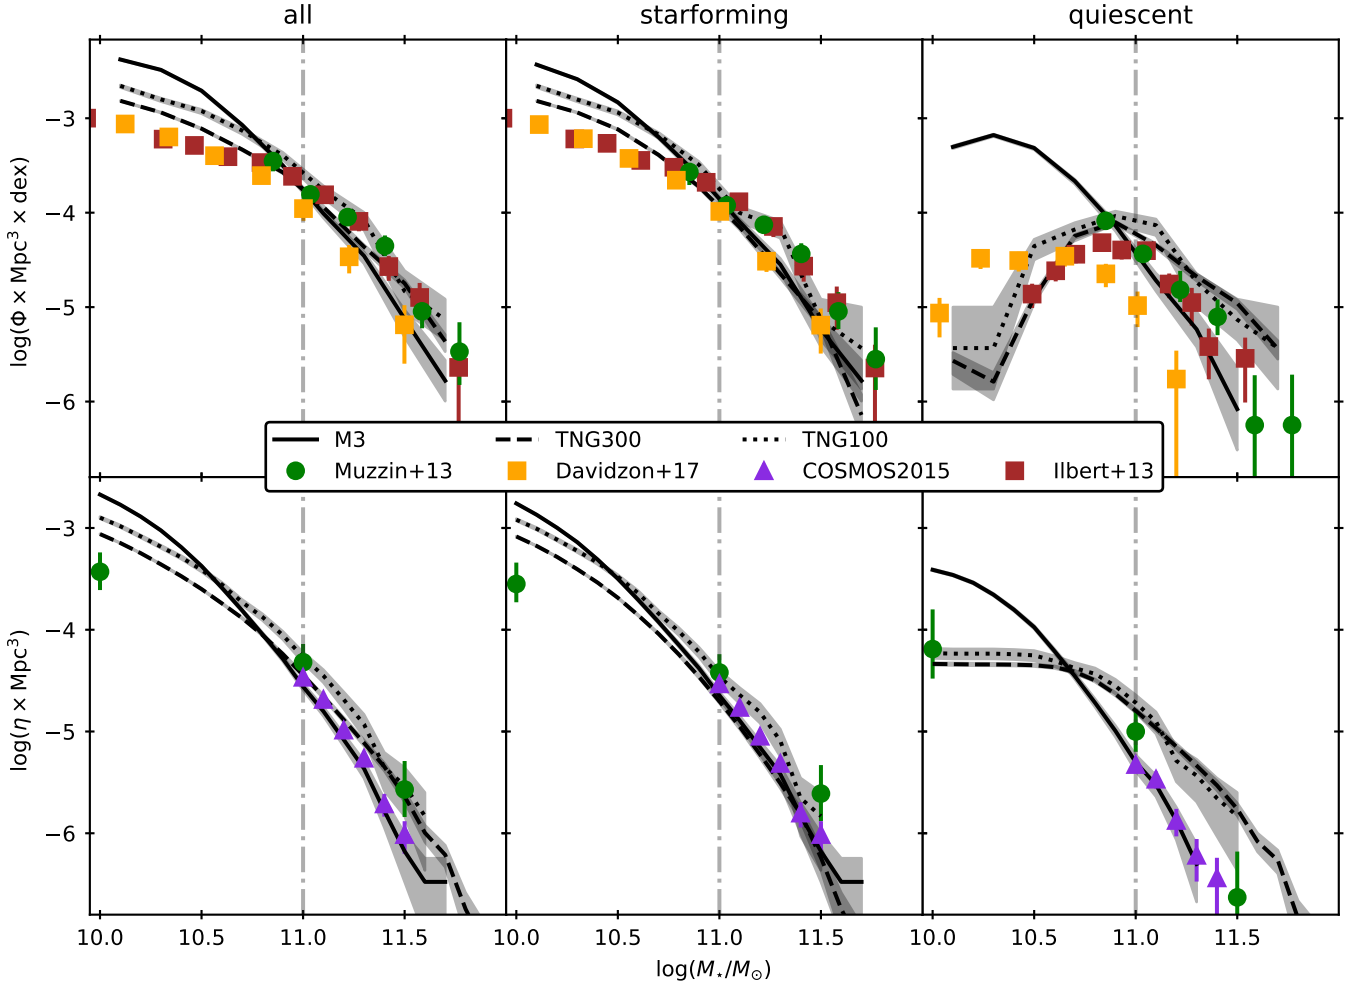 all starforming quiescent
log(Φ × Mpc³ × dex)
−3
−4
−5
−6
M3 TNG300 TNG100
Muzzin+13 Davidzon+17 COSMOS2015 Ilbert+13
log(η × Mpc³)
−3
−4
−5
−6
10.0 10.5 11.0 11.5 10.0 10.5 11.0 11.5 10.0 10.5 11.0 11.5
log(M⋆/M⊙)